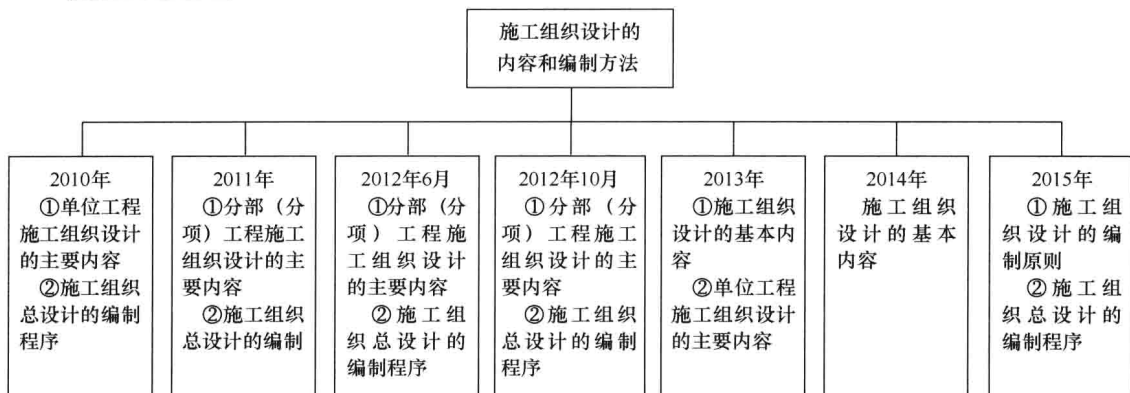 施工组织设计的
内容和编制方法
2010年
①单位工程
施工组织设计
的主要内容
②施工组织
总设计的编制
程序
2011年
①分部（分
项）工程施工
组织设计的主
要内容
②施工组织
总设计的编制
2012年6月
①分部（分
项）工程施
工组织设计
的主要内容
②施工组
织总设计的
编制程序
2012年10月
①分部（分
项）工程施
工组织设计的主
要内容
②施工组织
总设计的编制
程序
2013年
①施工组织
设计的基本内
容
②单位工程
施工组织设计
的主要内容
2014年
施工组织
设计的基本
内容
2015年
①施工组
织设计的编
制原则
②施工组
织总设计的
编制程序